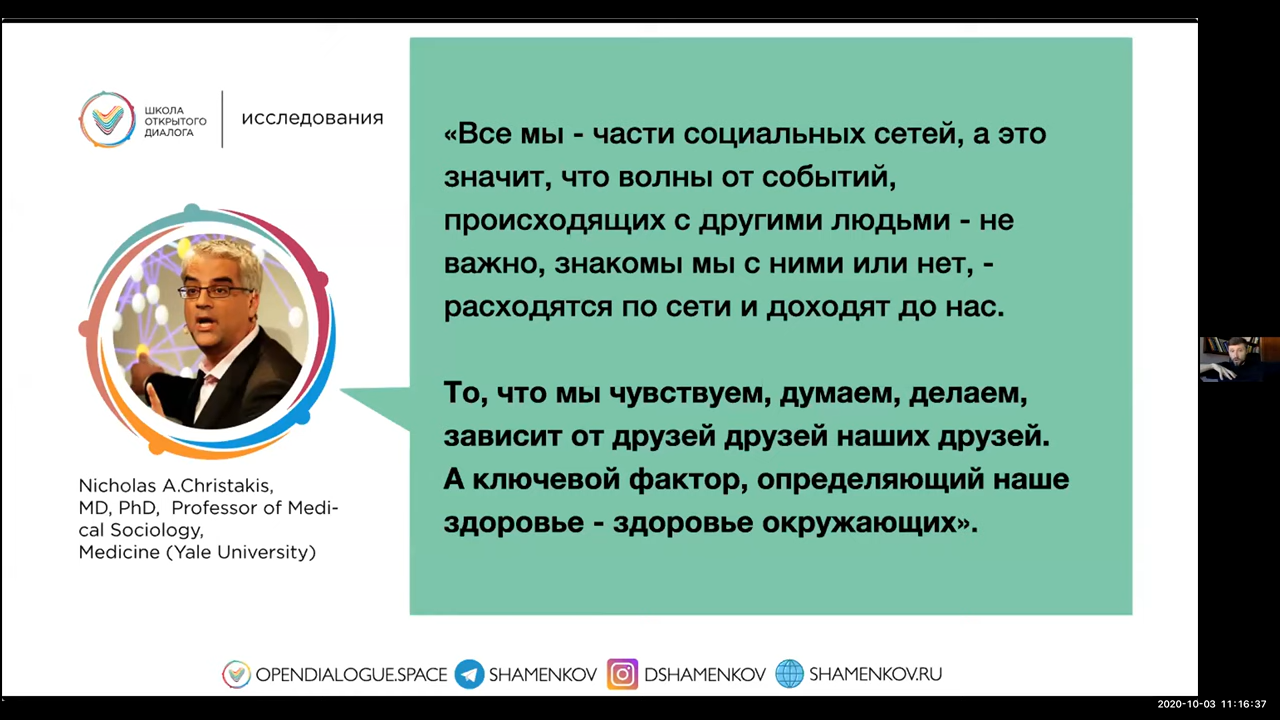 ШКОЛА
ОТКРЫТОГО
ДИАЛОГА
исследования
«Все мы - части социальных сетей, а это
значит, что волны от событий,
происходящих с другими людьми - не
важно, знакомы мы с ними или нет, -
расходятся по сети и доходят до нас.
То, что мы чувствуем, думаем, делаем,
зависит от друзей друзей наших друзей.
А ключевой фактор, определяющий наше
здоровье - здоровье окружающих».
Nicholas A.Christakis,
MD, PhD, Professor of Medi-
cal Sociology,
Medicine (Yale University)
OPENDIALOGUE.SPACE SHAMENKOV DSHAMENKOV SHAMENKOV.RU
2020-10-03 11:16:37